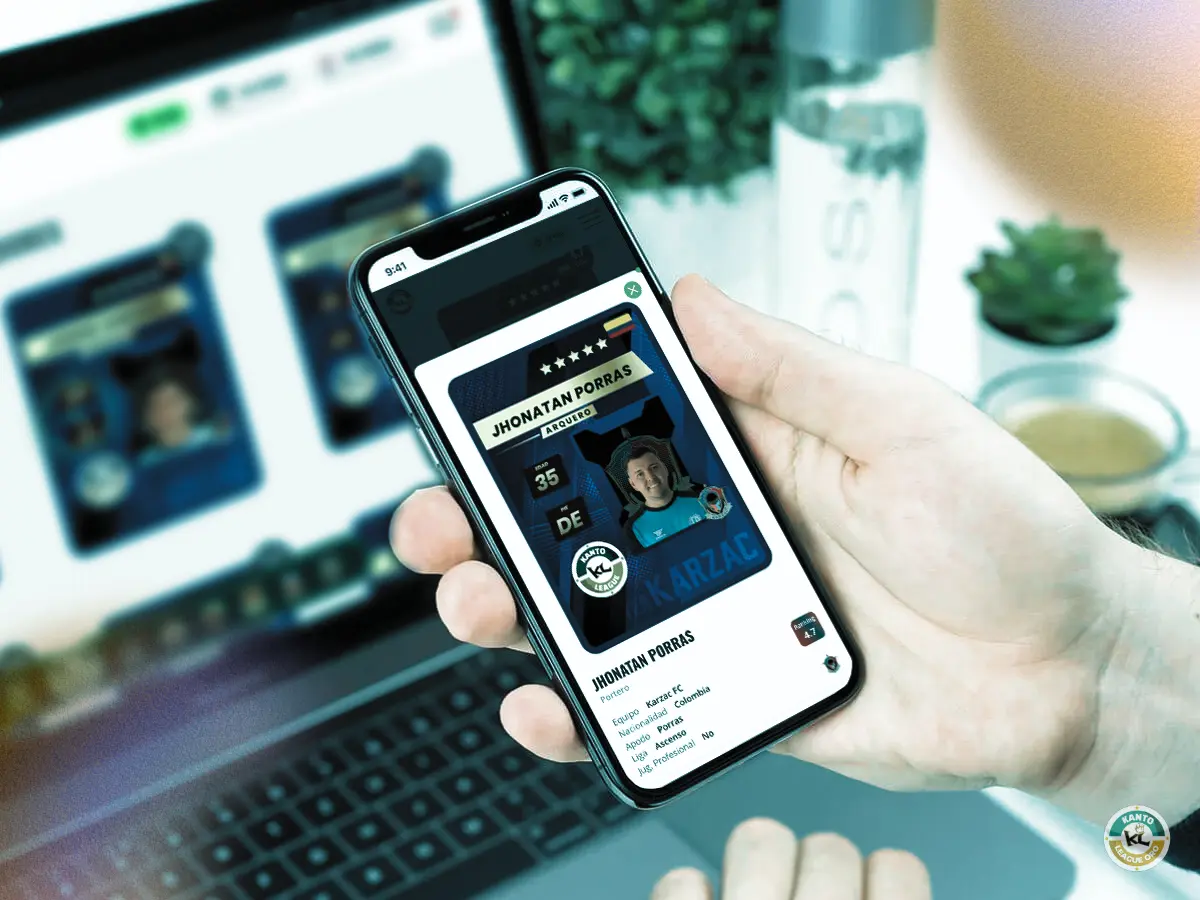 9:41
JHONATAN PORRAS
ARQUERO
EDAD
35
PIE
DE
KANTO
KL
LEAGUE
KARZAC
JHONATAN PORRAS
Portero
Ranking
4.7
Equipo Karzac FC
Nacionalidad Colombia
Apodo Porras
Liga Ascenso
Jug. Profesional No
KANTO
KL
LEAGUE ORO